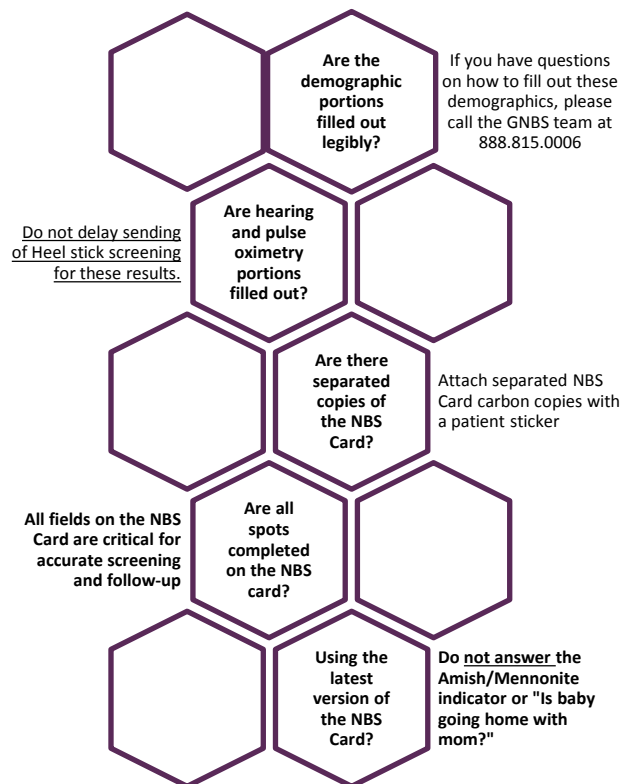 Are the
demographic
portions
filled out
legibly?
If you have questions
on how to fill out these
demographics, please
call the GNBS team at
888.815.0006
Do not delay sending
of Heel stick screening
for these results.
Are hearing
and pulse
oximetry
portions
filled out?
Are there
separated
copies of
the NBS
Card?
Attach separated NBS
Card carbon copies with
a patient sticker
All fields on the NBS
Card are critical for
accurate screening
and follow-up
Are all
spots
completed
on the NBS
card?
Using the
latest
version of
the NBS
Card?
Do not answer the
Amish/Mennonite
indicator or "Is baby
going home with
mom?"